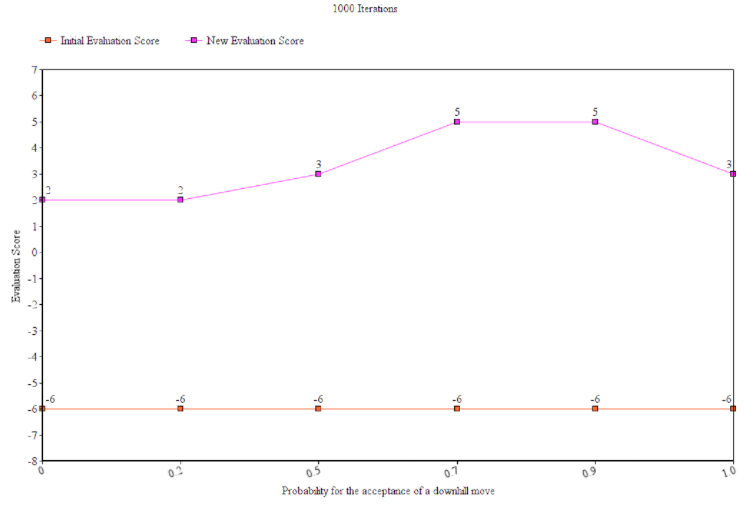 1000 Iterations
Initial Evaluation Score New Evaluation Score
7
6
5
4
3
2
1
0
-1
-2
-3
-4
-5
-6
-7
-8
Evaluation Score
2 2 3 5 5 3
-6 -6 -6 -6 -6 -6
0 0.2 0.5 0.7 0.9 1.0
Probability for the acceptance of a downhill move